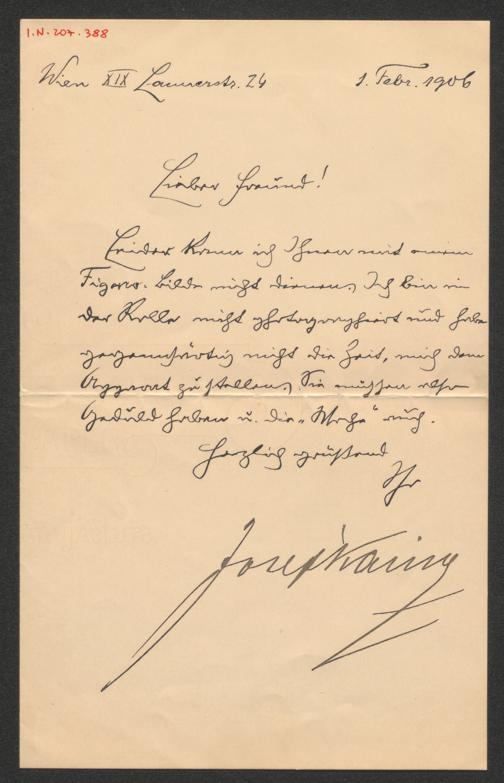 I.N. 207.388
Wien XIX Lannerstr. 24 1. Febr. 1906
Lieber Freund!
Leider kann ich Ihnen mit einem
Figaro-Bilde nicht dienen, Ich bin in
der Rolle nicht photographiert und habe
gegenwärtig nicht die Zeit, mich dem
Apparat zu stellen, Sie müssen also
Geduld haben u. die „Woche“ auch.
Herzlich grüßend
Ihr
Josef Kainz